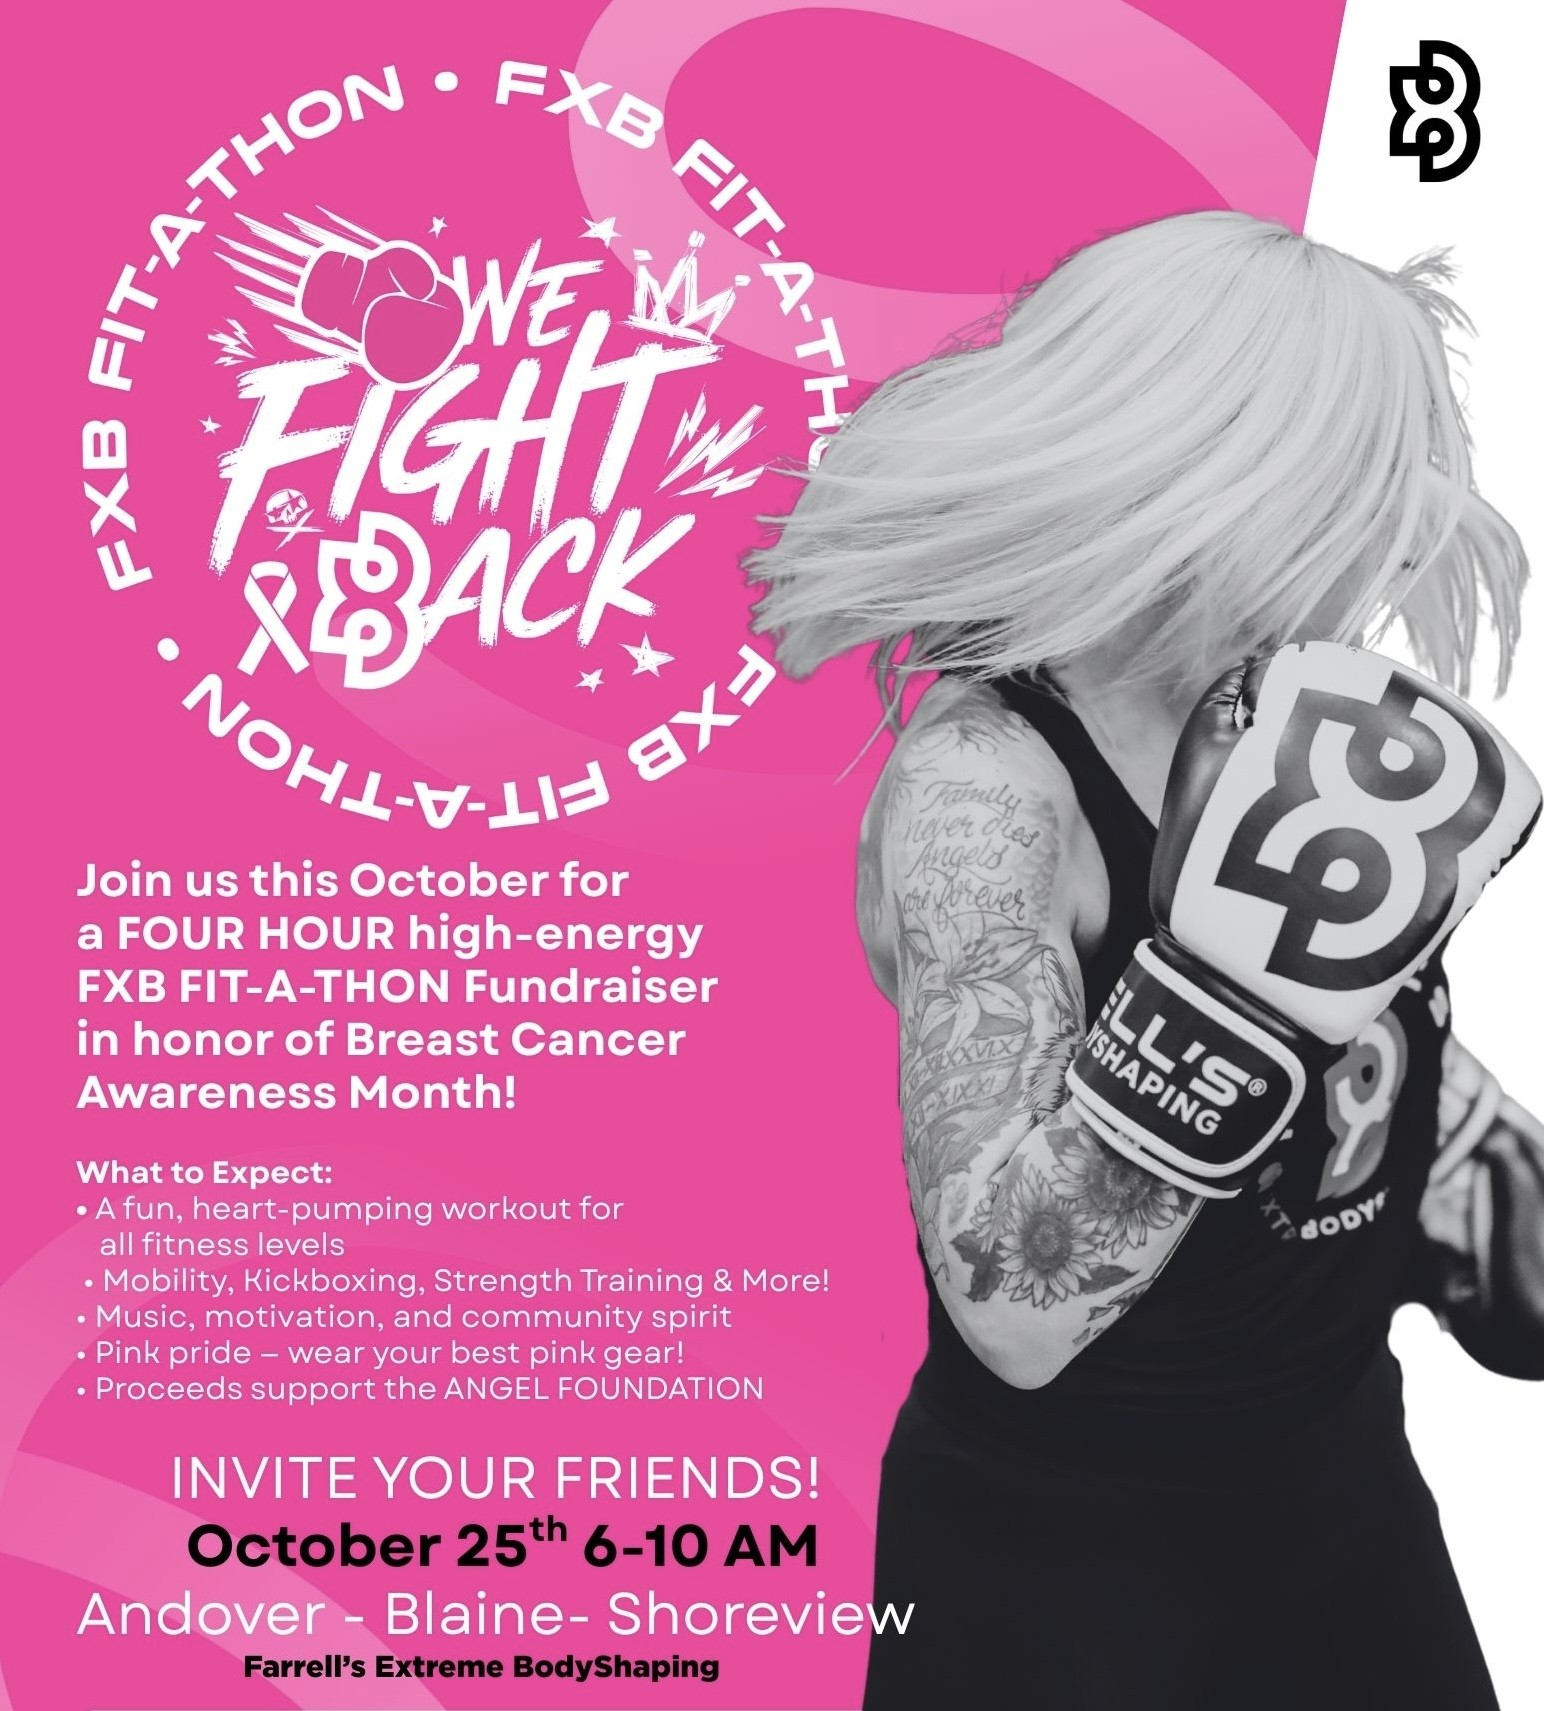 FXB FIT-A-THON • FXB FIT-A-THO
FXB FIT-A-THON •
WE
FIGHT
BACK
Join us this October for
a FOUR HOUR high-energy
FXB FIT-A-THON Fundraiser
in honor of Breast Cancer
Awareness Month!
What to Expect:
• A fun, heart-pumping workout for
all fitness levels
• Mobility, Kickboxing, Strength Training & More!
• Music, motivation, and community spirit
• Pink pride – wear your best pink gear!
• Proceeds support the ANGEL FOUNDATION
INVITE YOUR FRIENDS!
October 25th 6-10 AM
Andover - Blaine- Shoreview
Farrell's Extreme BodyShaping
Family
never dies
Angels
are forever
ELL'S®
YSHAPING
BODYS